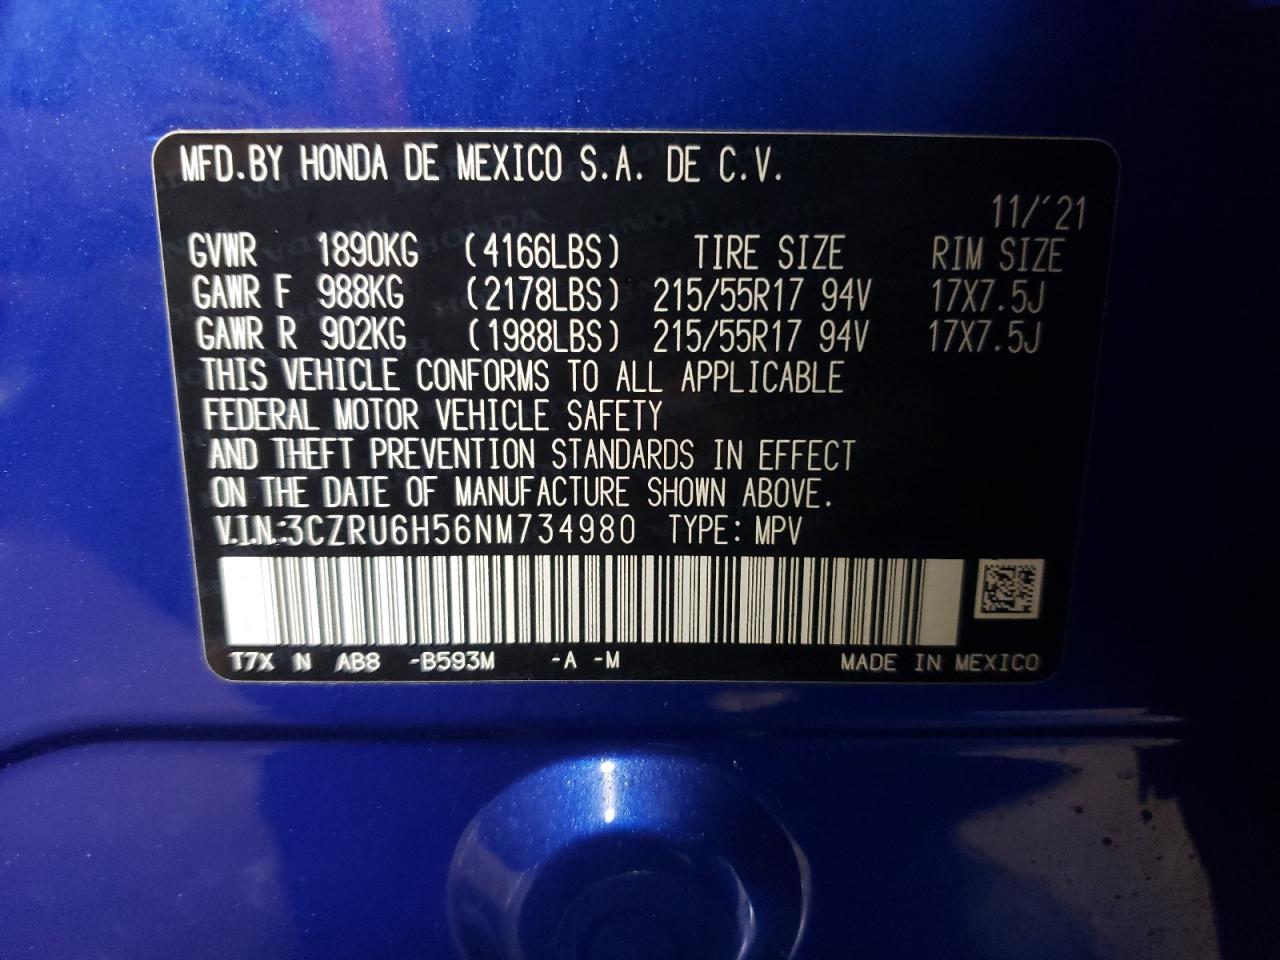 MFD.BY HONDA DE MEXICO S.A. DE C.V.
11/'21
GVWR 1890KG (4166LBS) TIRE SIZE RIM SIZE
GAWR F 988KG (2178LBS) 215/55R17 94V 17X7.5J
GAWR R 902KG (1988LBS) 215/55R17 94V 17X7.5J
THIS VEHICLE CONFORMS TO ALL APPLICABLE
FEDERAL MOTOR VEHICLE SAFETY
AND THEFT PREVENTION STANDARDS IN EFFECT
ON THE DATE OF MANUFACTURE SHOWN ABOVE.
V.I.N.:3CZRU6H56NM734980 TYPE: MPV
T7X N AB8 -B593M -A -M MADE IN MEXICO